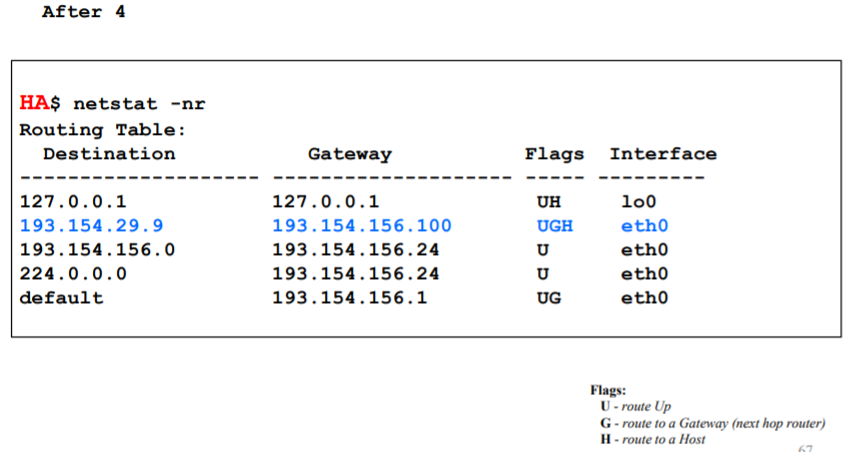 After 4
HA$ netstat -nr
Routing Table:
Destination Gateway Flags Interface
-------------------- -------------------- ----- ---------
127.0.0.1 127.0.0.1 UH lo0
193.154.29.9 193.154.156.100 UGH eth0
193.154.156.0 193.154.156.24 U eth0
224.0.0.0 193.154.156.24 U eth0
default 193.154.156.1 UG eth0
Flags:
U - route Up
G - route to a Gateway (next hop router)
H - route to a Host
67